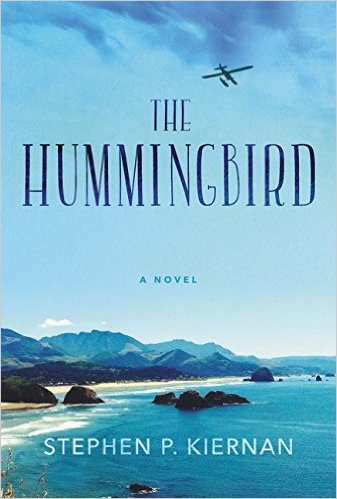 THE
HUMMINGBIRD
A NOVEL
STEPHEN P. KIERNAN